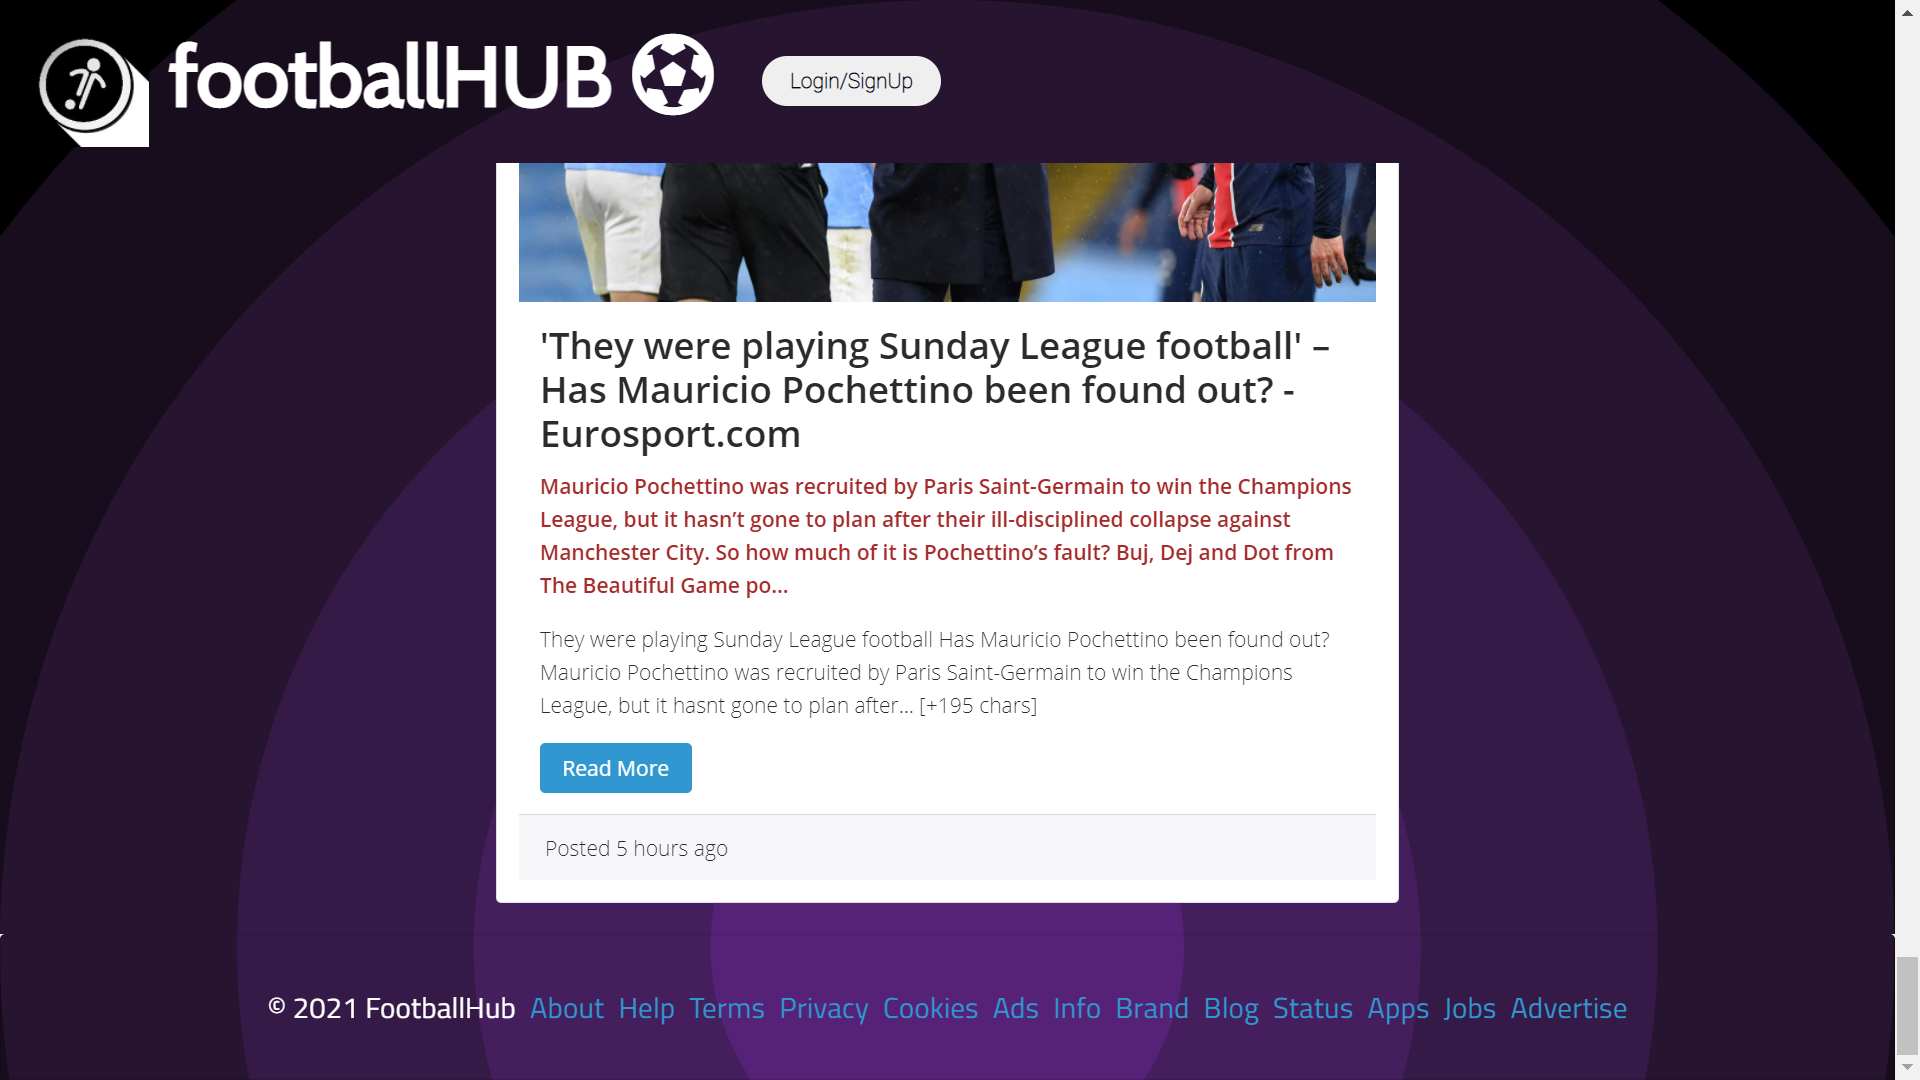 footballHUB
Login/SignUp
'They were playing Sunday League football' –
Has Mauricio Pochettino been found out? -
Eurosport.com
Mauricio Pochettino was recruited by Paris Saint-Germain to win the Champions
League, but it hasn’t gone to plan after their ill-disciplined collapse against
Manchester City. So how much of it is Pochettino’s fault? Buj, Dej and Dot from
The Beautiful Game po…
They were playing Sunday League football Has Mauricio Pochettino been found out?
Mauricio Pochettino was recruited by Paris Saint-Germain to win the Champions
League, but it hasnt gone to plan after… [+195 chars]
Read More
Posted 5 hours ago
© 2021 FootballHub About Help Terms Privacy Cookies Ads Info Brand Blog Status Apps Jobs Advertise